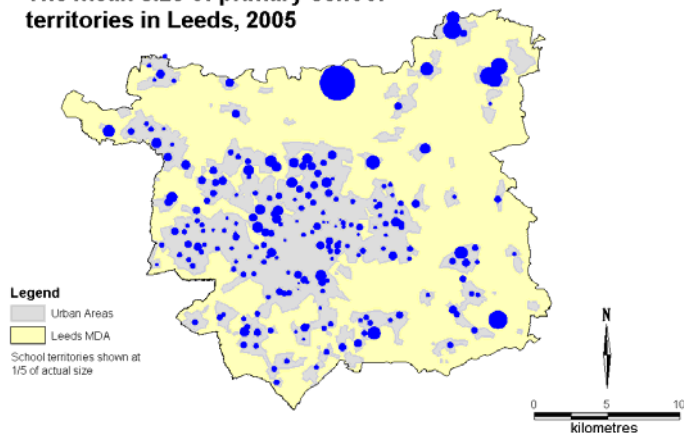 territories in Leeds, 2005
Legend
Urban Areas
Leeds MDA
School territories shown at
1/5 of actual size
N
0 5 10
kilometres